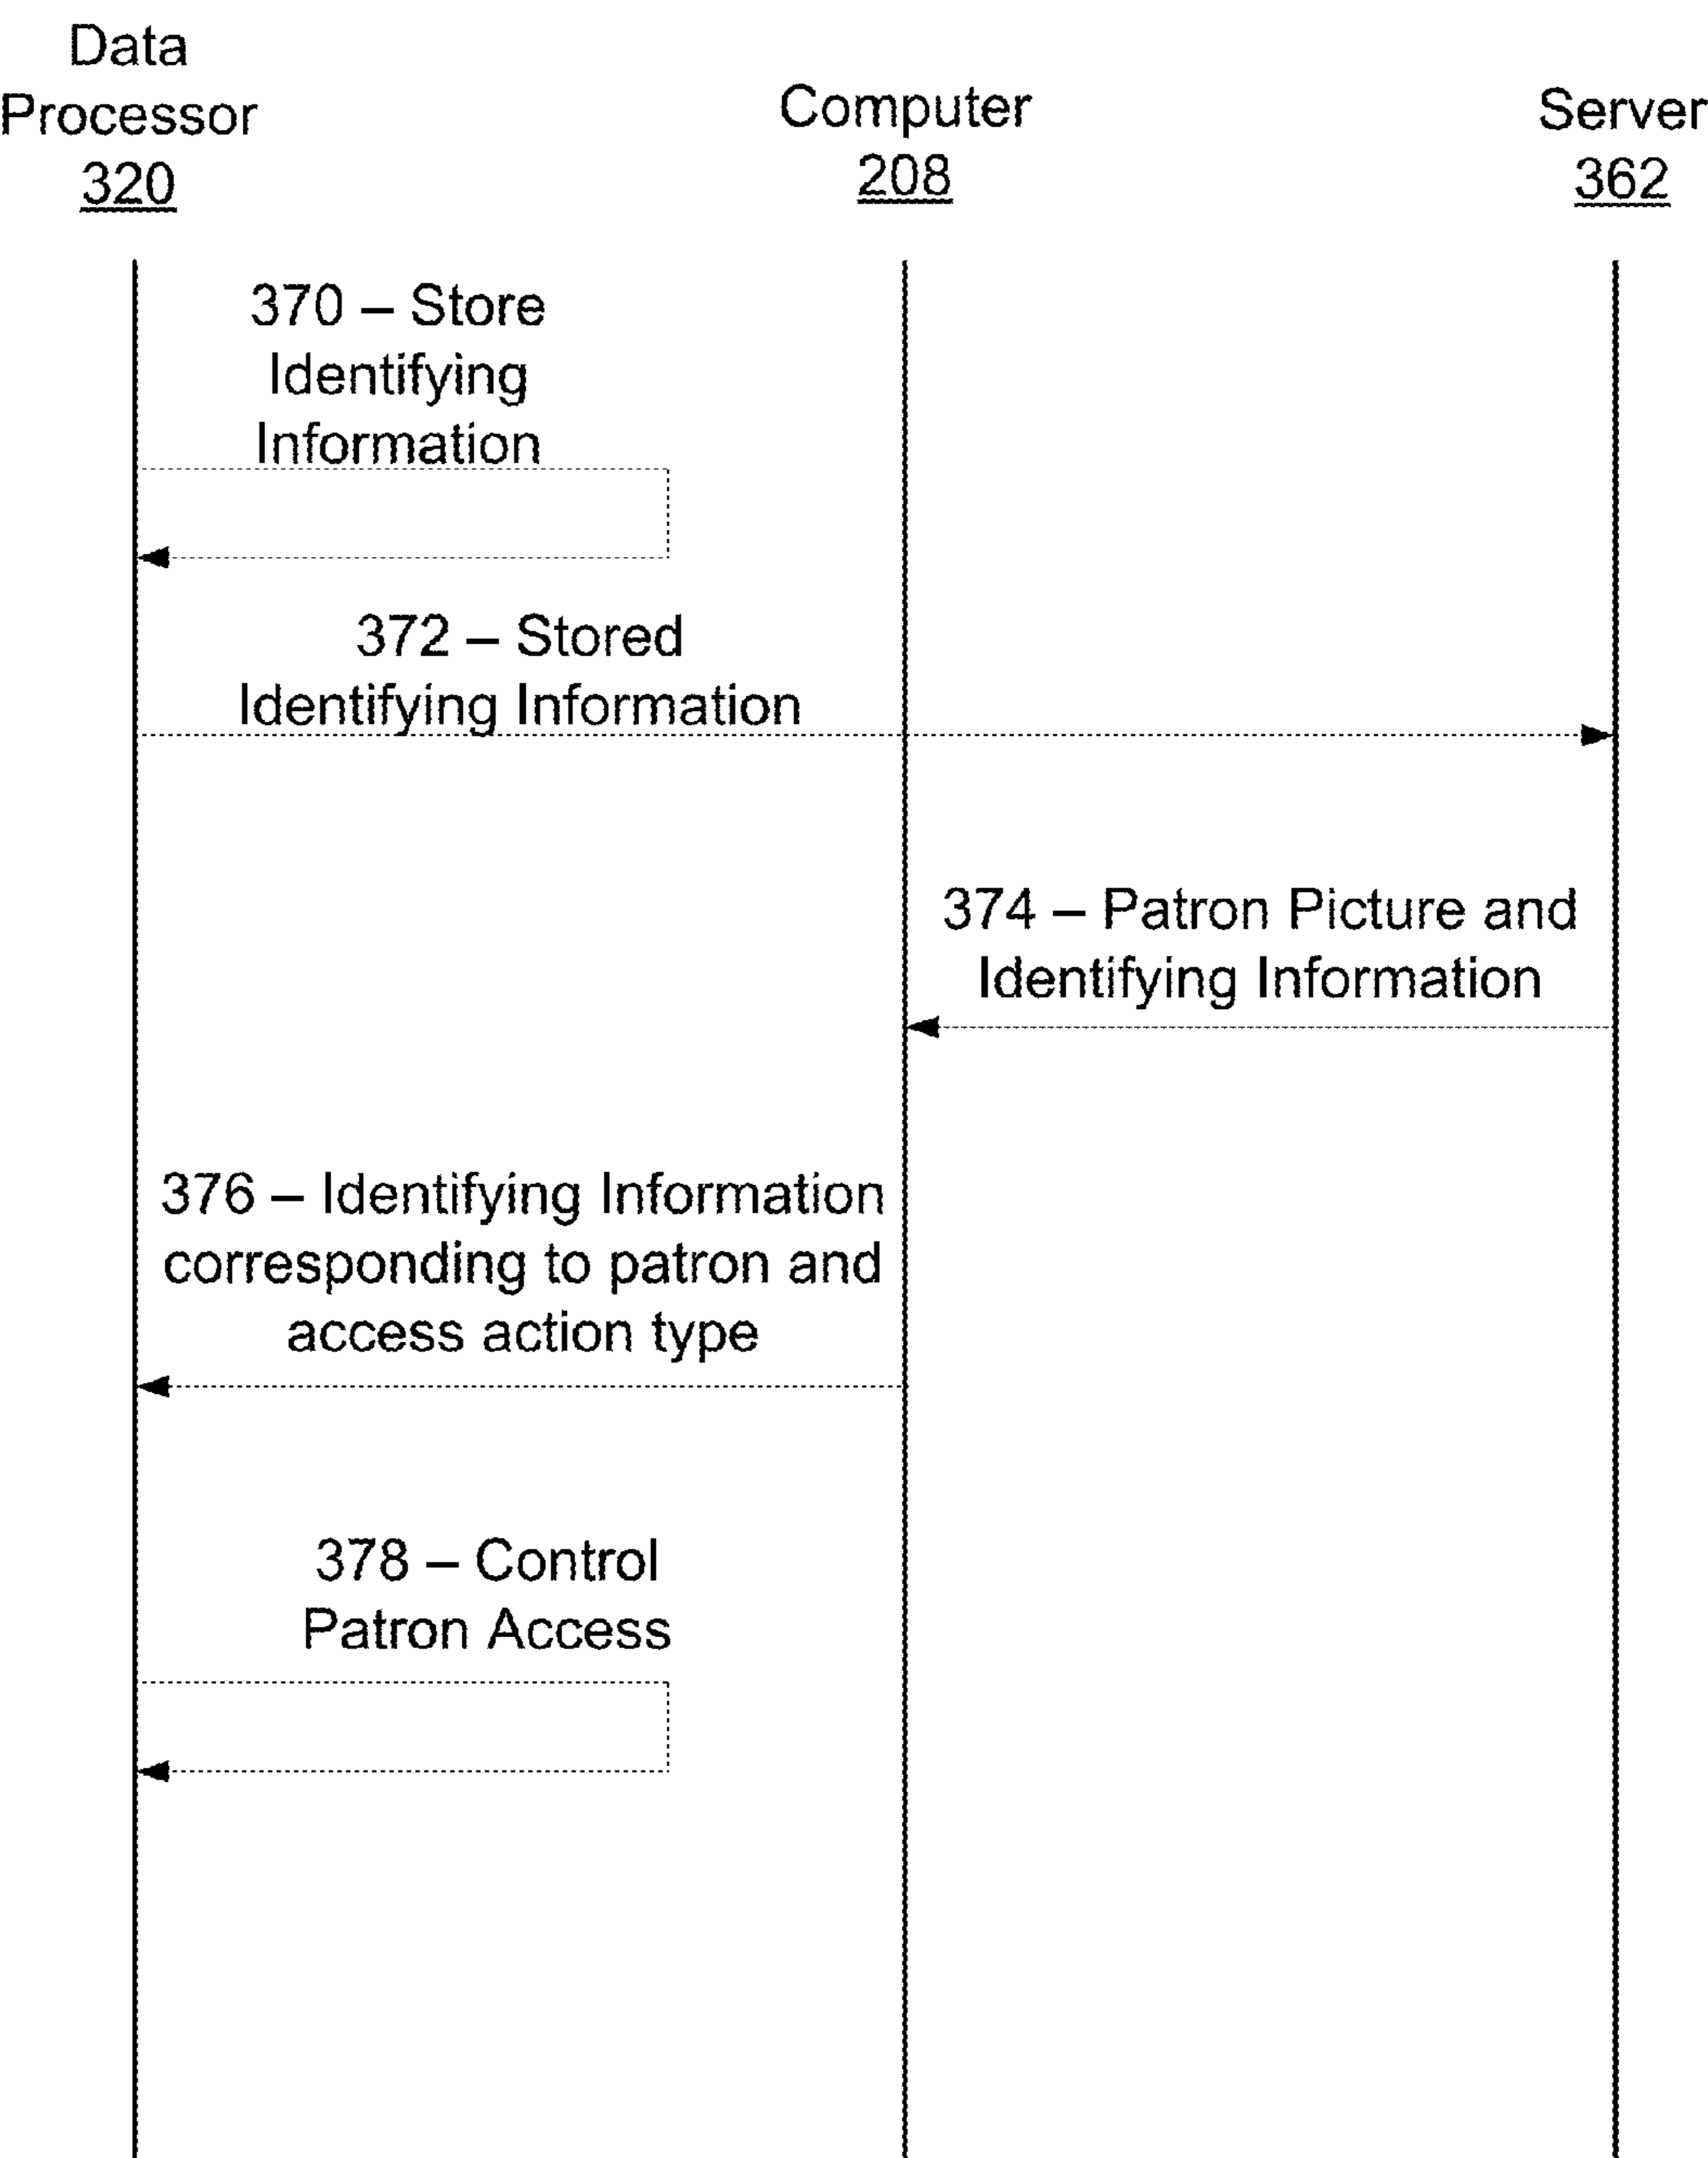 Data
Processor
320
Computer
208
Server
362
370 – Store
Identifying
Information
372 – Stored
Identifying Information
374 – Patron Picture and
Identifying Information
376 – Identifying Information
corresponding to patron and
access action type
378 – Control
Patron Access